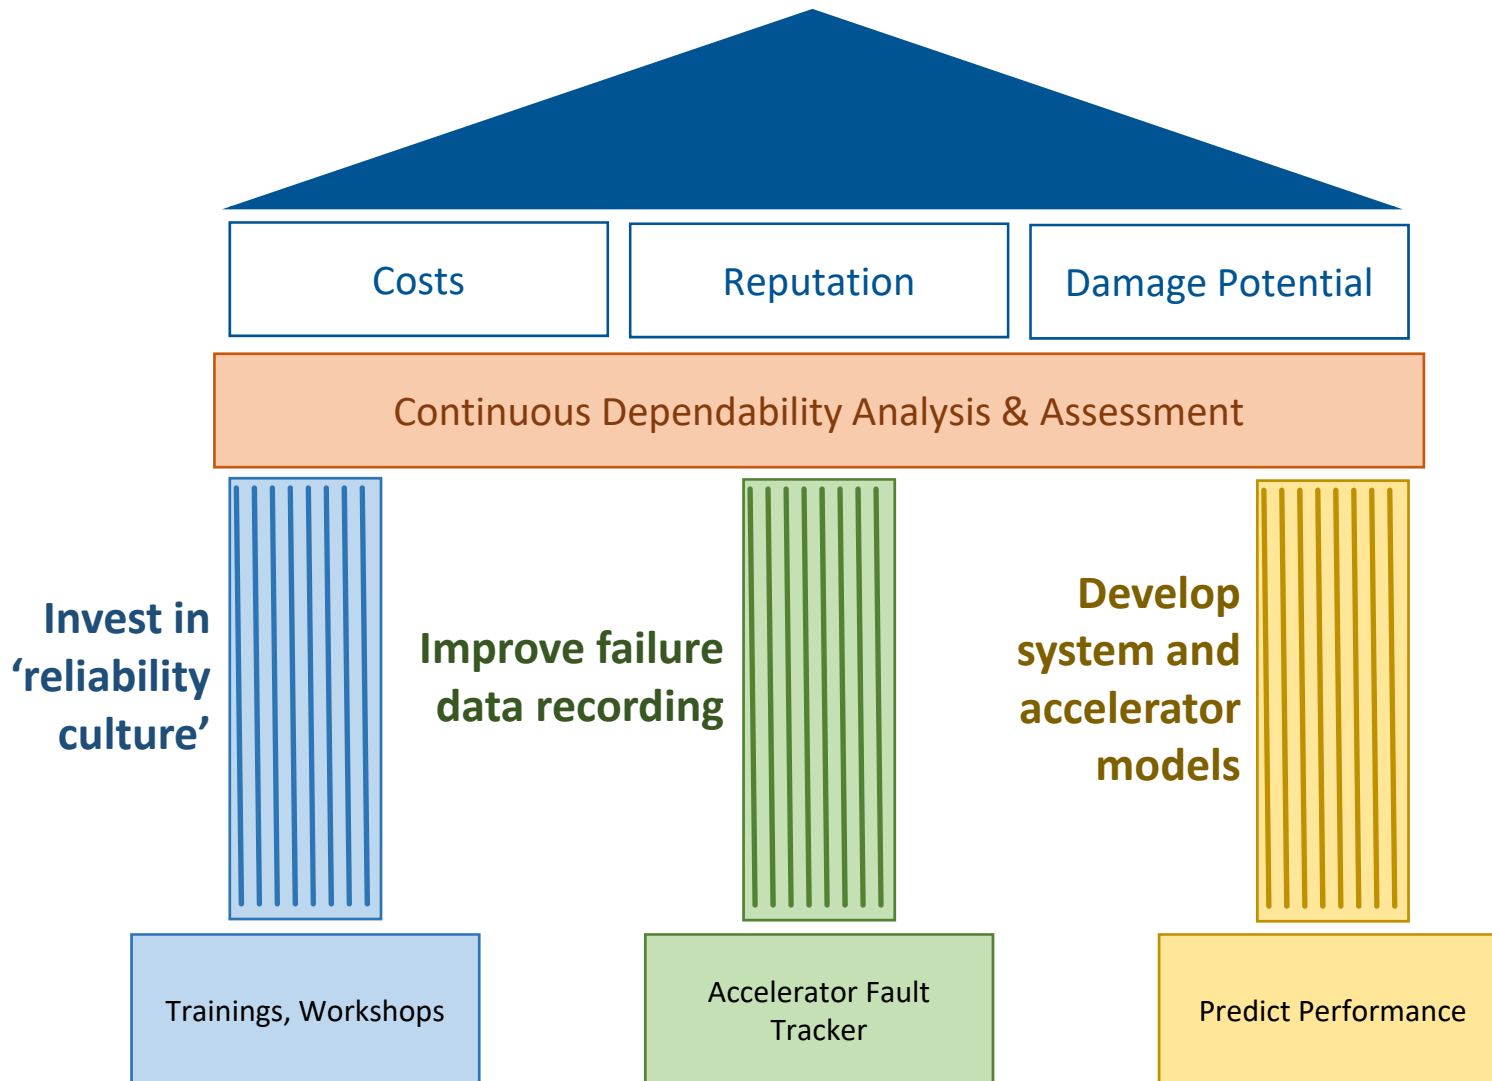 Costs
Reputation
Damage Potential
Continuous Dependability Analysis & Assessment
Invest in
‘reliability
culture’
Improve failure
data recording
Develop
system and
accelerator
models
Trainings, Workshops
Accelerator Fault
Tracker
Predict Performance